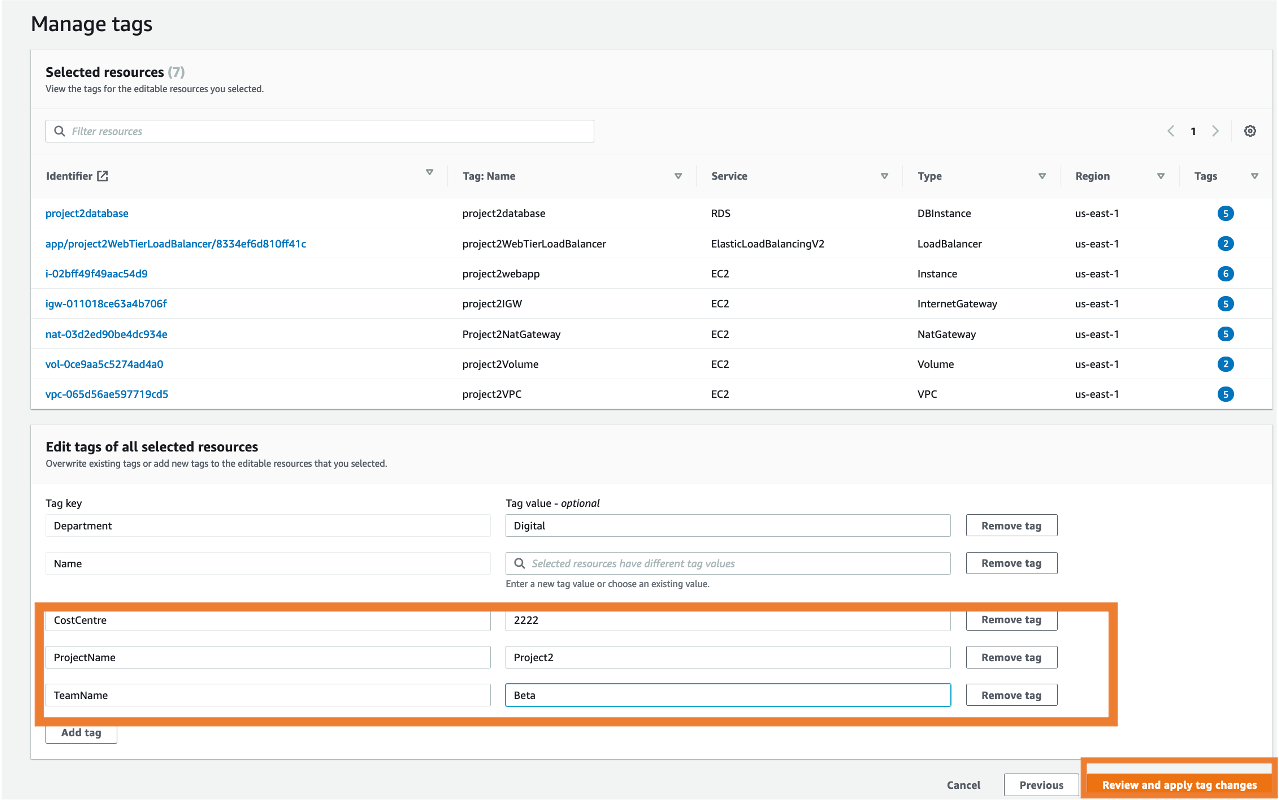 Manage tags
Selected resources (7)
View the tags for the editable resources you selected.
Filter resources
1
Identifier Tag: Name Service Type Region Tags
project2database project2database RDS DBInstance us-east-1 5
app/project2WebTierLoadBalancer/8334ef6d810ff41c project2WebTierLoadBalancer ElasticLoadBalancingV2 LoadBalancer us-east-1 2
i-02bff49f49aac54d9 project2webapp EC2 Instance us-east-1 6
igw-011018ce63a4b706f project2IGW EC2 InternetGateway us-east-1 5
nat-03d2ed90be4dc934e Project2NatGateway EC2 NatGateway us-east-1 5
vol-0ce9aa5c5274ad4a0 project2Volume EC2 Volume us-east-1 2
vpc-065d56ae597719cd5 project2VPC EC2 VPC us-east-1 5
Edit tags of all selected resources
Overwrite existing tags or add new tags to the editable resources that you selected.
Tag key Tag value - optional
Department Digital Remove tag
Name Selected resources have different tag values Remove tag
Enter a new tag value or choose an existing value.
CostCentre 2222 Remove tag
ProjectName Project2 Remove tag
TeamName Beta Remove tag
Add tag
Cancel Previous Review and apply tag changes